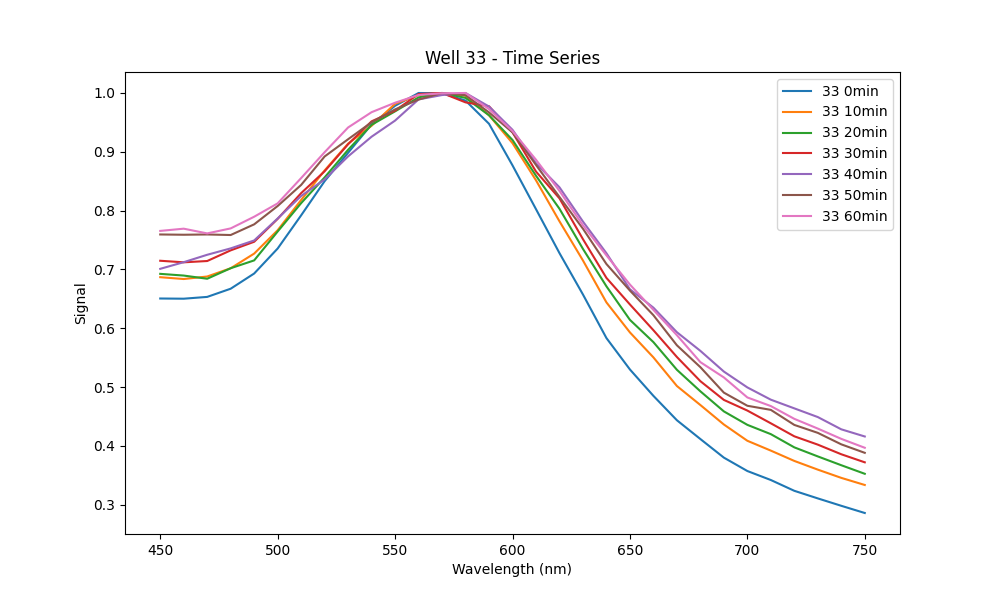 Well 33 - Time Series
1.0
0.9
0.8
0.7
0.6
0.5
0.4
0.3
Signal
33 0min
33 10min
33 20min
33 30min
33 40min
33 50min
33 60min
450 500 550 600 650 700 750
Wavelength (nm)